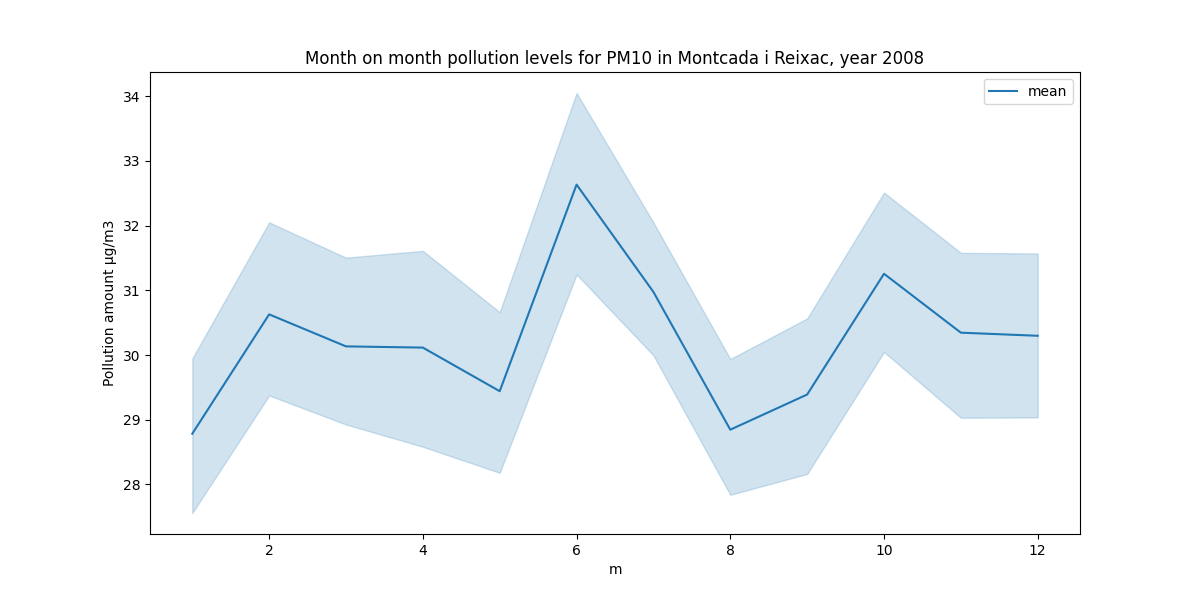 Month on month pollution levels for PM10 in Montcada i Reixac, year 2008
mean
Pollution amount µg/m3
34
33
32
31
30
29
28
2 4 6 8 10 12
m